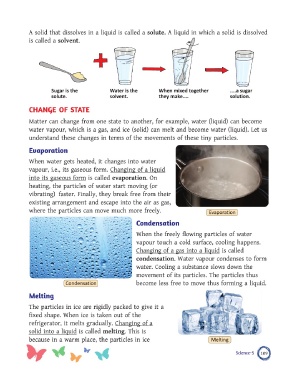 A solid that dissolves in a liquid is called a solute. A liquid in which a solid is dissolved
is called a solvent.
Sugar is the
solute.
Water is the
solvent.
When mixed together
they make....
....a sugar
solution.
CHANGE OF STATE
Matter can change from one state to another, for example, water (liquid) can become
water vapour, which is a gas, and ice (solid) can melt and become water (liquid). Let us
understand these changes in terms of the movements of these tiny particles.
Evaporation
When water gets heated, it changes into water
vapour, i.e., its gaseous form. Changing of a liquid
into its gaseous form is called evaporation. On
heating, the particles of water start moving (or
vibrating) faster. Finally, they break free from their
existing arrangement and escape into the air as gas,
where the particles can move much more freely.
Evaporation
Condensation
When the freely flowing particles of water
vapour touch a cold surface, cooling happens.
Changing of a gas into a liquid is called
condensation. Water vapour condenses to form
water. Cooling a substance slows down the
movement of its particles. The particles thus
become less free to move thus forming a liquid.
Condensation
Melting
The particles in ice are rigidly packed to give it a
fixed shape. When ice is taken out of the
refrigerator, it melts gradually. Changing of a
solid into a liquid is called melting. This is
because in a warm place, the particles in ice
Melting
Science-5
109